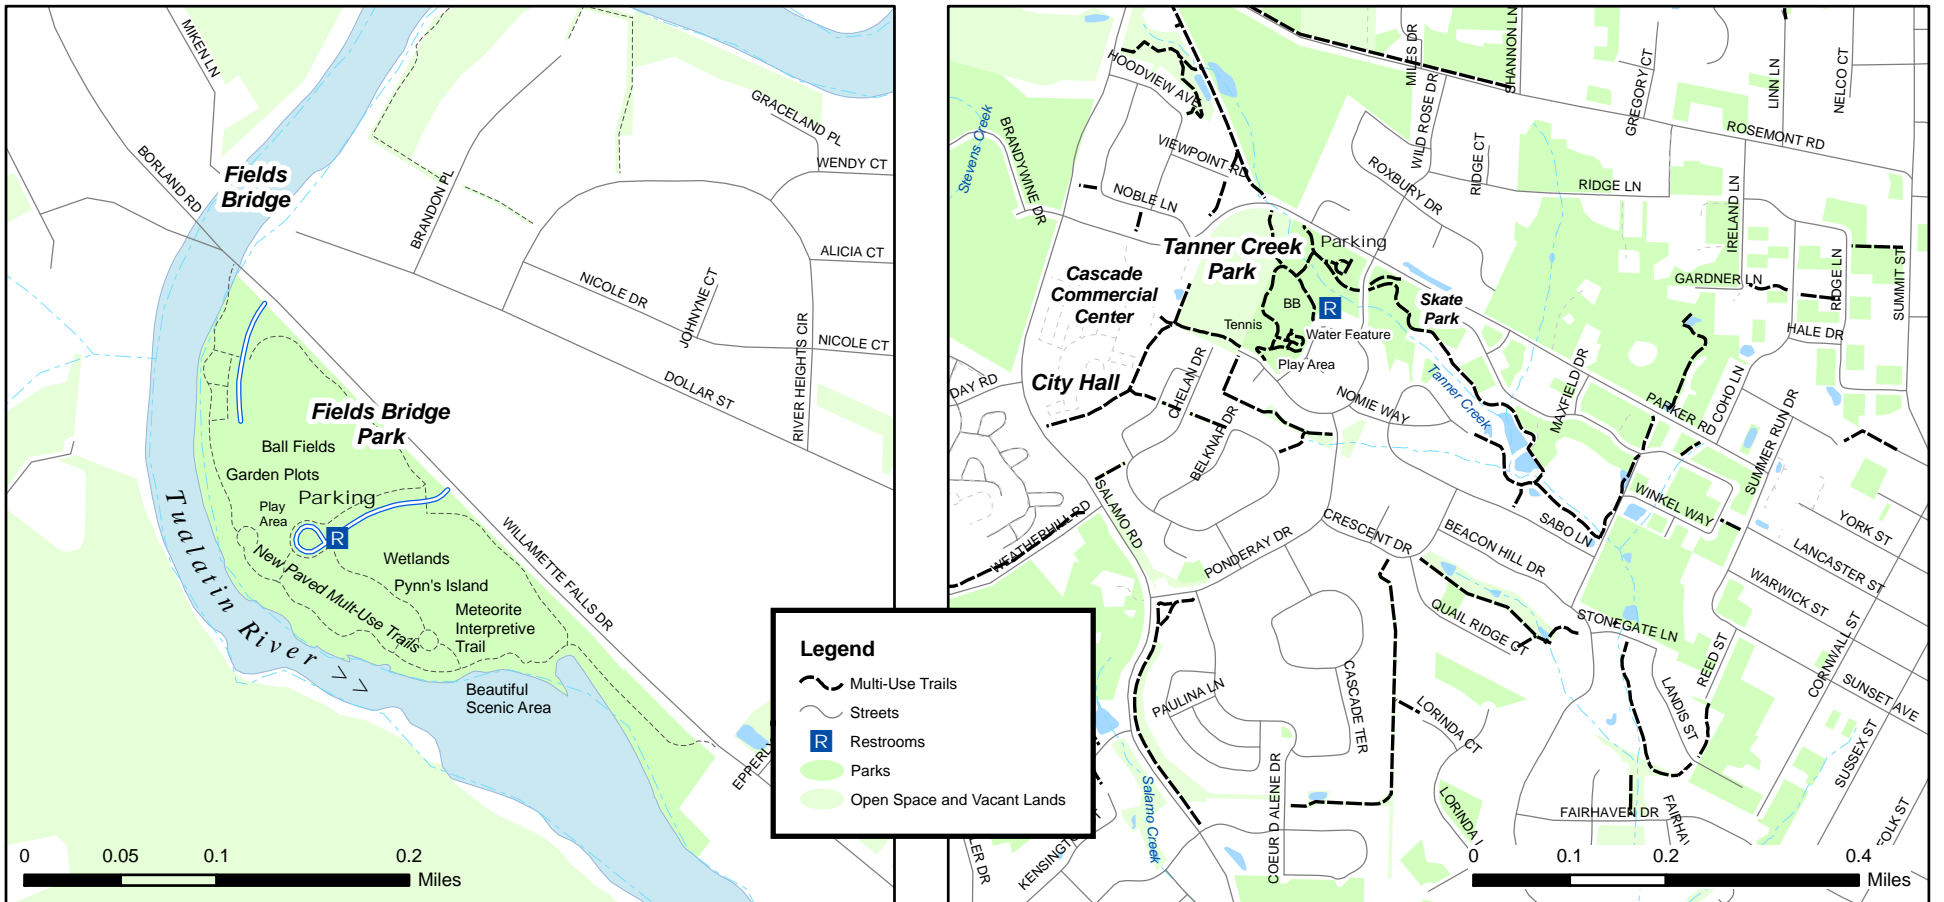 MIKEN LN
BORLAND RD
Fields
Bridge
BRANDON PL
GRACELAND PL
WENDY CT
ALICIA CT
NICOLE DR
JOHNYNE CT
NICOLE CT
RIVER HEIGHTS CIR
DOLLAR ST
Fields Bridge
Park
Ball Fields
Garden Plots
Parking
Play
Area
R
Wetlands
Pynn's Island
New Paved Mult-Use Trails
Meteorite
Interpretive
Trail
WILLAMETTE FALLS DR
Tualatin River >>
Beautiful
Scenic Area
EPPERLY
0 0.05 0.1 0.2
Miles
Legend
Multi-Use Trails
Streets
R Restrooms
Parks
Open Space and Vacant Lands
HOODVIEW AVE
Stevens Creek
BRANDYWINE DR
VIEWPOINT RD
NOBLE LN
MILES DR
SHANNON LN
WILD ROSE DR
ROXBURY DR
RIDGE CT
RIDGE LN
GREGORY CT
LINN LN
NELCO CT
ROSEMONT RD
IRELAND LN
GARDNER LN
RIDGE LN
SUMMIT ST
HALE DR
Tanner Creek
Park
Parking
Cascade
Commercial
Center
BB
R
Tennis
Water Feature
Play Area
Skate
Park
City Hall
DAY RD
CHELAN DR
BELKNAP DR
NOMIE WAY
Tanner Creek
MAXFIELD DR
PARKER RD
COHO LN
SUMMER RUN DR
WINKEL WAY
SABO LN
YORK ST
LANCASTER ST
WARWICK ST
SALAMO RD
WEATHERHILL RD
PONDERAY DR
CRESCENT DR
BEACON HILL DR
QUAIL RIDGE CT
STONEGATE LN
REED ST
CORNWALL ST
SUNSET AVE
SUSSEX ST
LANDIS ST
PAULINA LN
CASCADE TER
LORINDA CT
COEUR D ALENE DR
Salamo Creek
KENSINGT
LER DR
LORINDA L
FAIRHAVEN DR
FAIRHA
FOLK ST
0 0.1 0.2 0.4
Miles